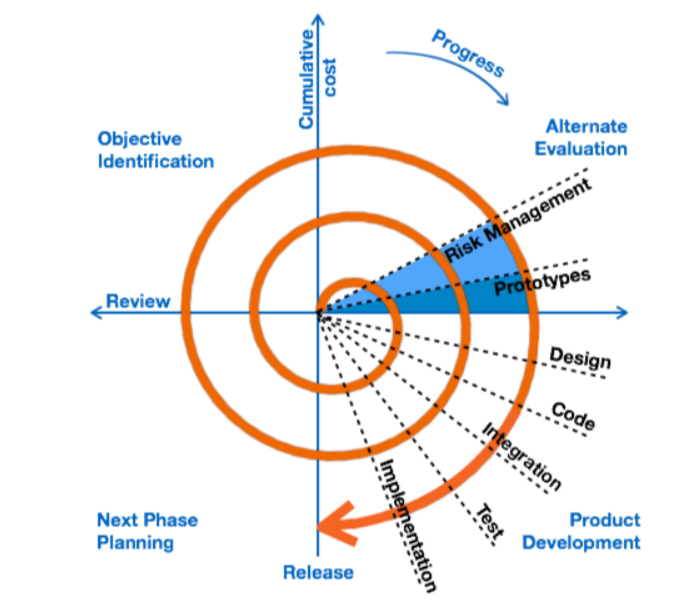 Cumulative
cost
Progress
Objective
Identification
Alternate
Evaluation
Risk Management
Prototypes
Review
Design
Code
Integration
Test
Implementation
Next Phase
Planning
Product
Development
Release